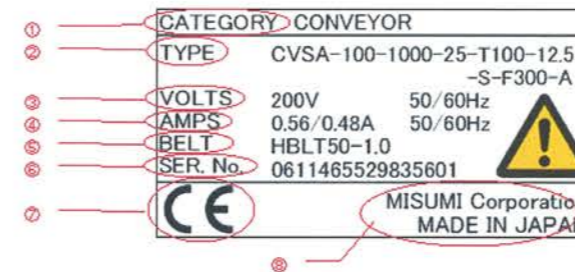 ① CATEGORY CONVEYOR
② TYPE CVSA-100-1000-25-T100-12.5
-S-F300-A
③ VOLTS 200V 50/60Hz
④ AMPS 0.56/0.48A 50/60Hz
⑤ BELT HBLT50-1.0
⑥ SER. No. 0611465529835601
⑦ CE MISUMI Corporatio
MADE IN JAPA
⑧